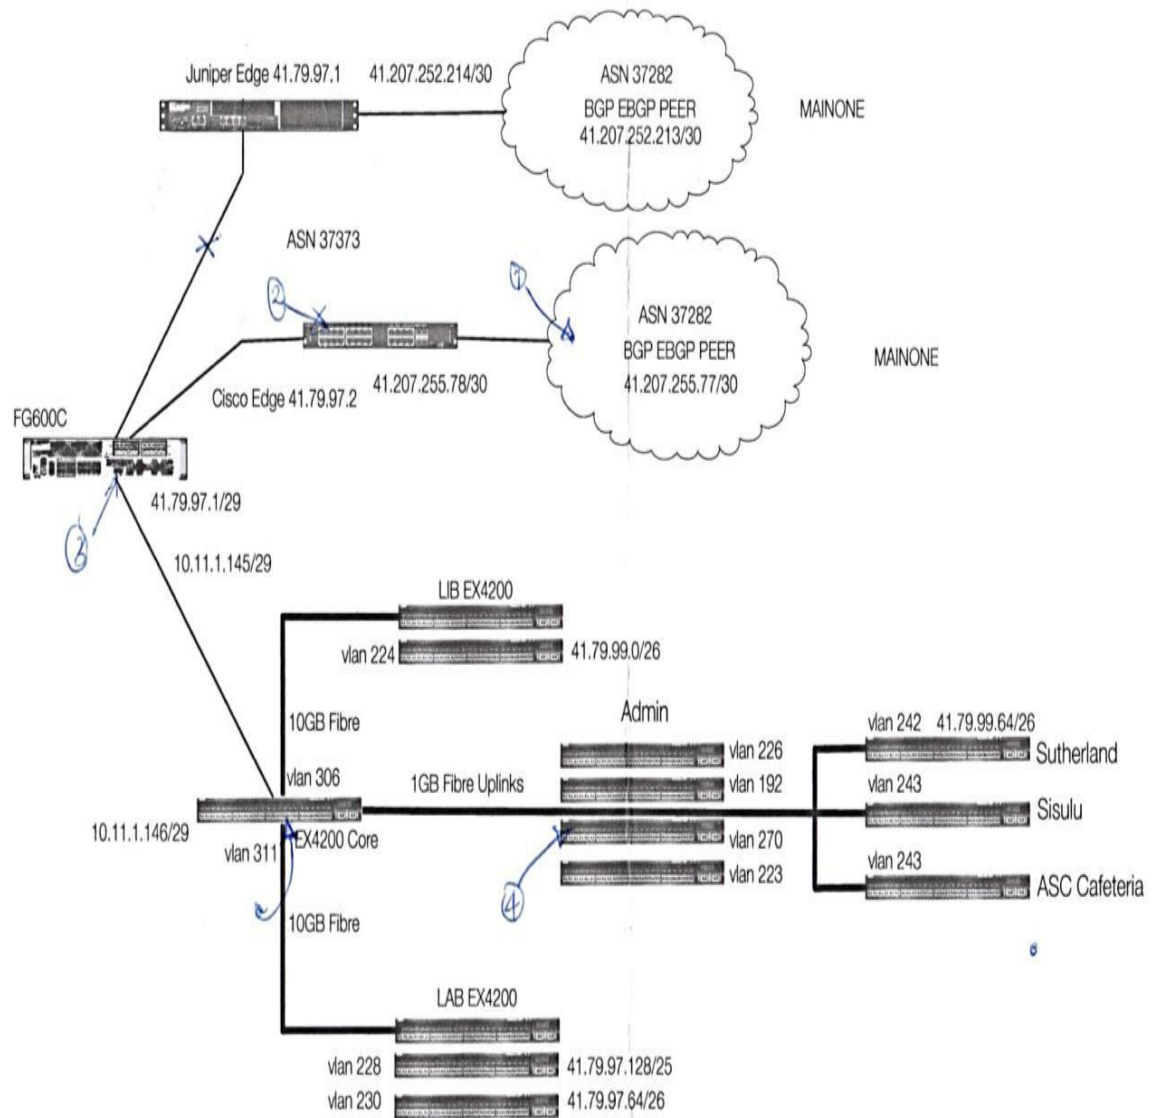 Juniper Edge 41.79.97.1
41.207.252.214/30
ASN 37282
BGP EBGP PEER
41.207.252.213/30
MAINONE
ASN 37373
2
1
ASN 37282
BGP EBGP PEER
41.207.255.77/30
MAINONE
41.207.255.78/30
Cisco Edge 41.79.97.2
FG600C
41.79.97.1/29
3
10.11.1.145/29
LIB EX4200
vlan 224
41.79.99.0/26
10GB Fibre
Admin
vlan 242 41.79.99.64/26
Sutherland
vlan 226
vlan 306
1GB Fibre Uplinks
vlan 192
vlan 243
Sisulu
10.11.1.146/29
EX4200 Core
vlan 311
vlan 270
vlan 243
ASC Cafeteria
vlan 223
4
10GB Fibre
LAB EX4200
vlan 228
41.79.97.128/25
vlan 230
41.79.97.64/26